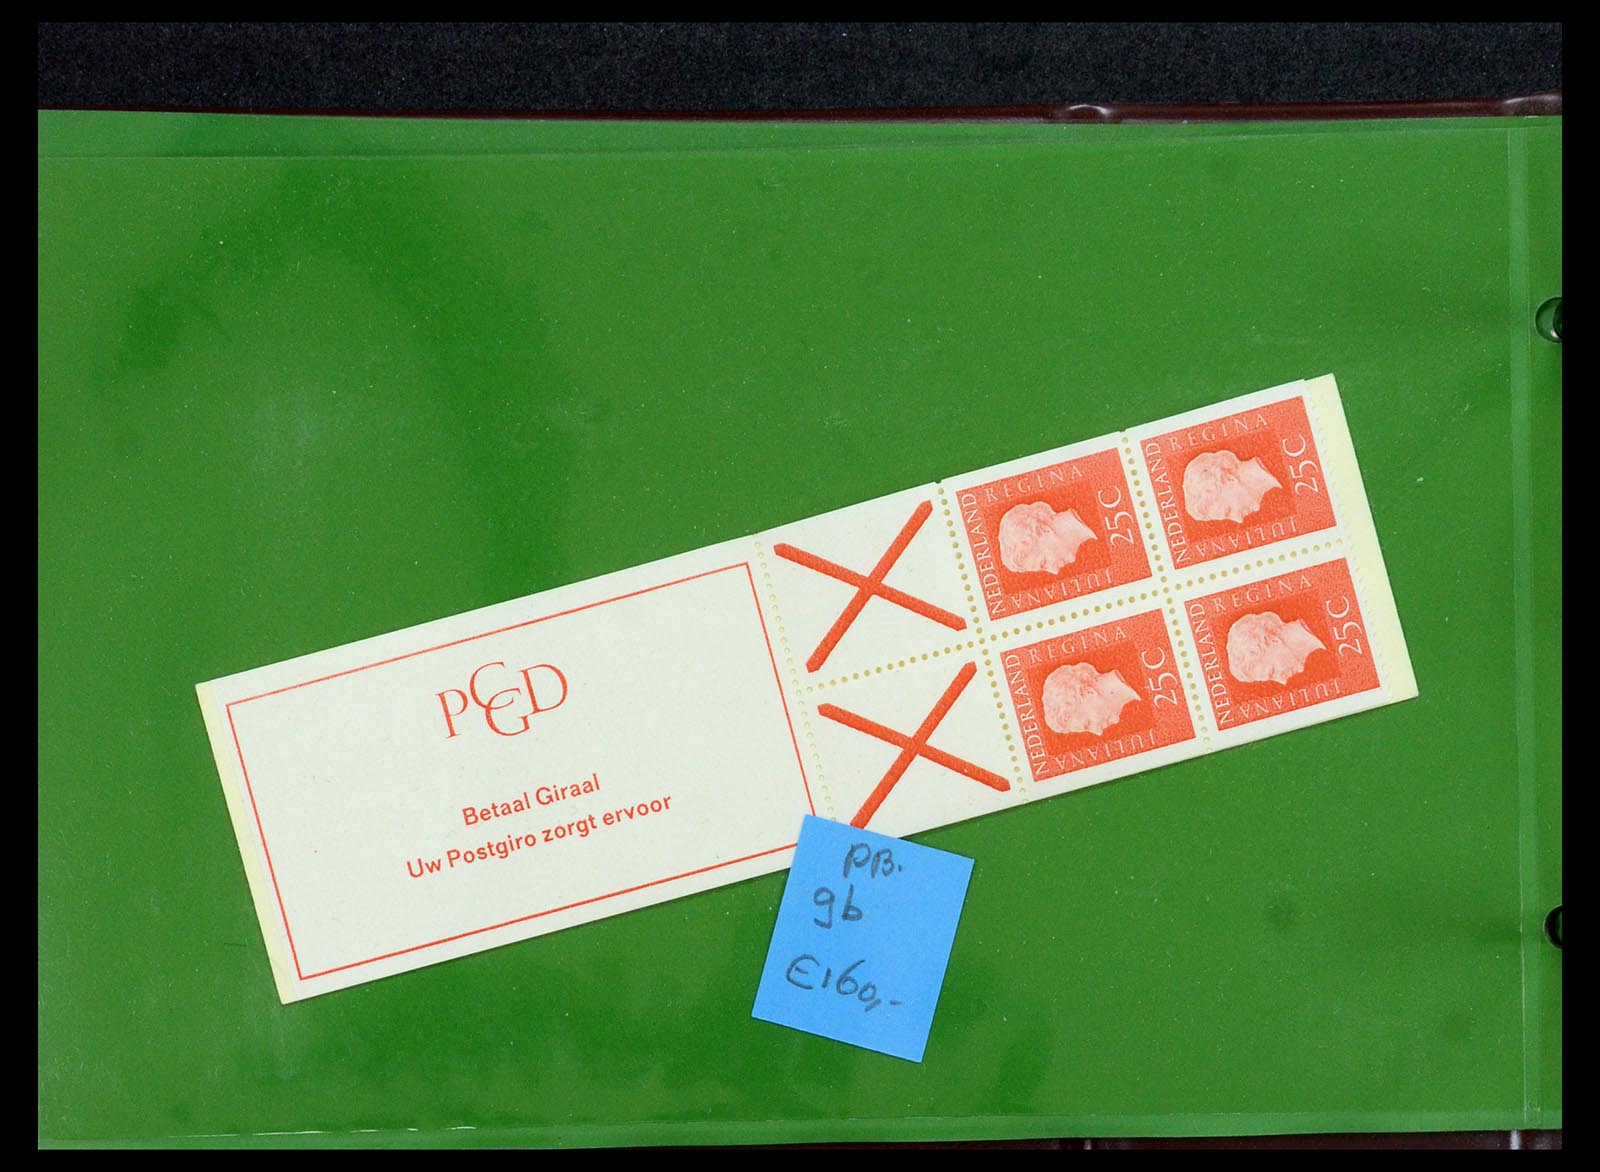 PCGD
Betaal Giraal
Uw Postgiro zorgt ervoor
NEDERLAND
REGINA
25C
JULIANA
NEDERLAND
REGINA
25C
JULIANA
NEDERLAND
REGINA
25C
JULIANA
NEDERLAND
REGINA
25C
JULIANA
PB.
9b
€160,-